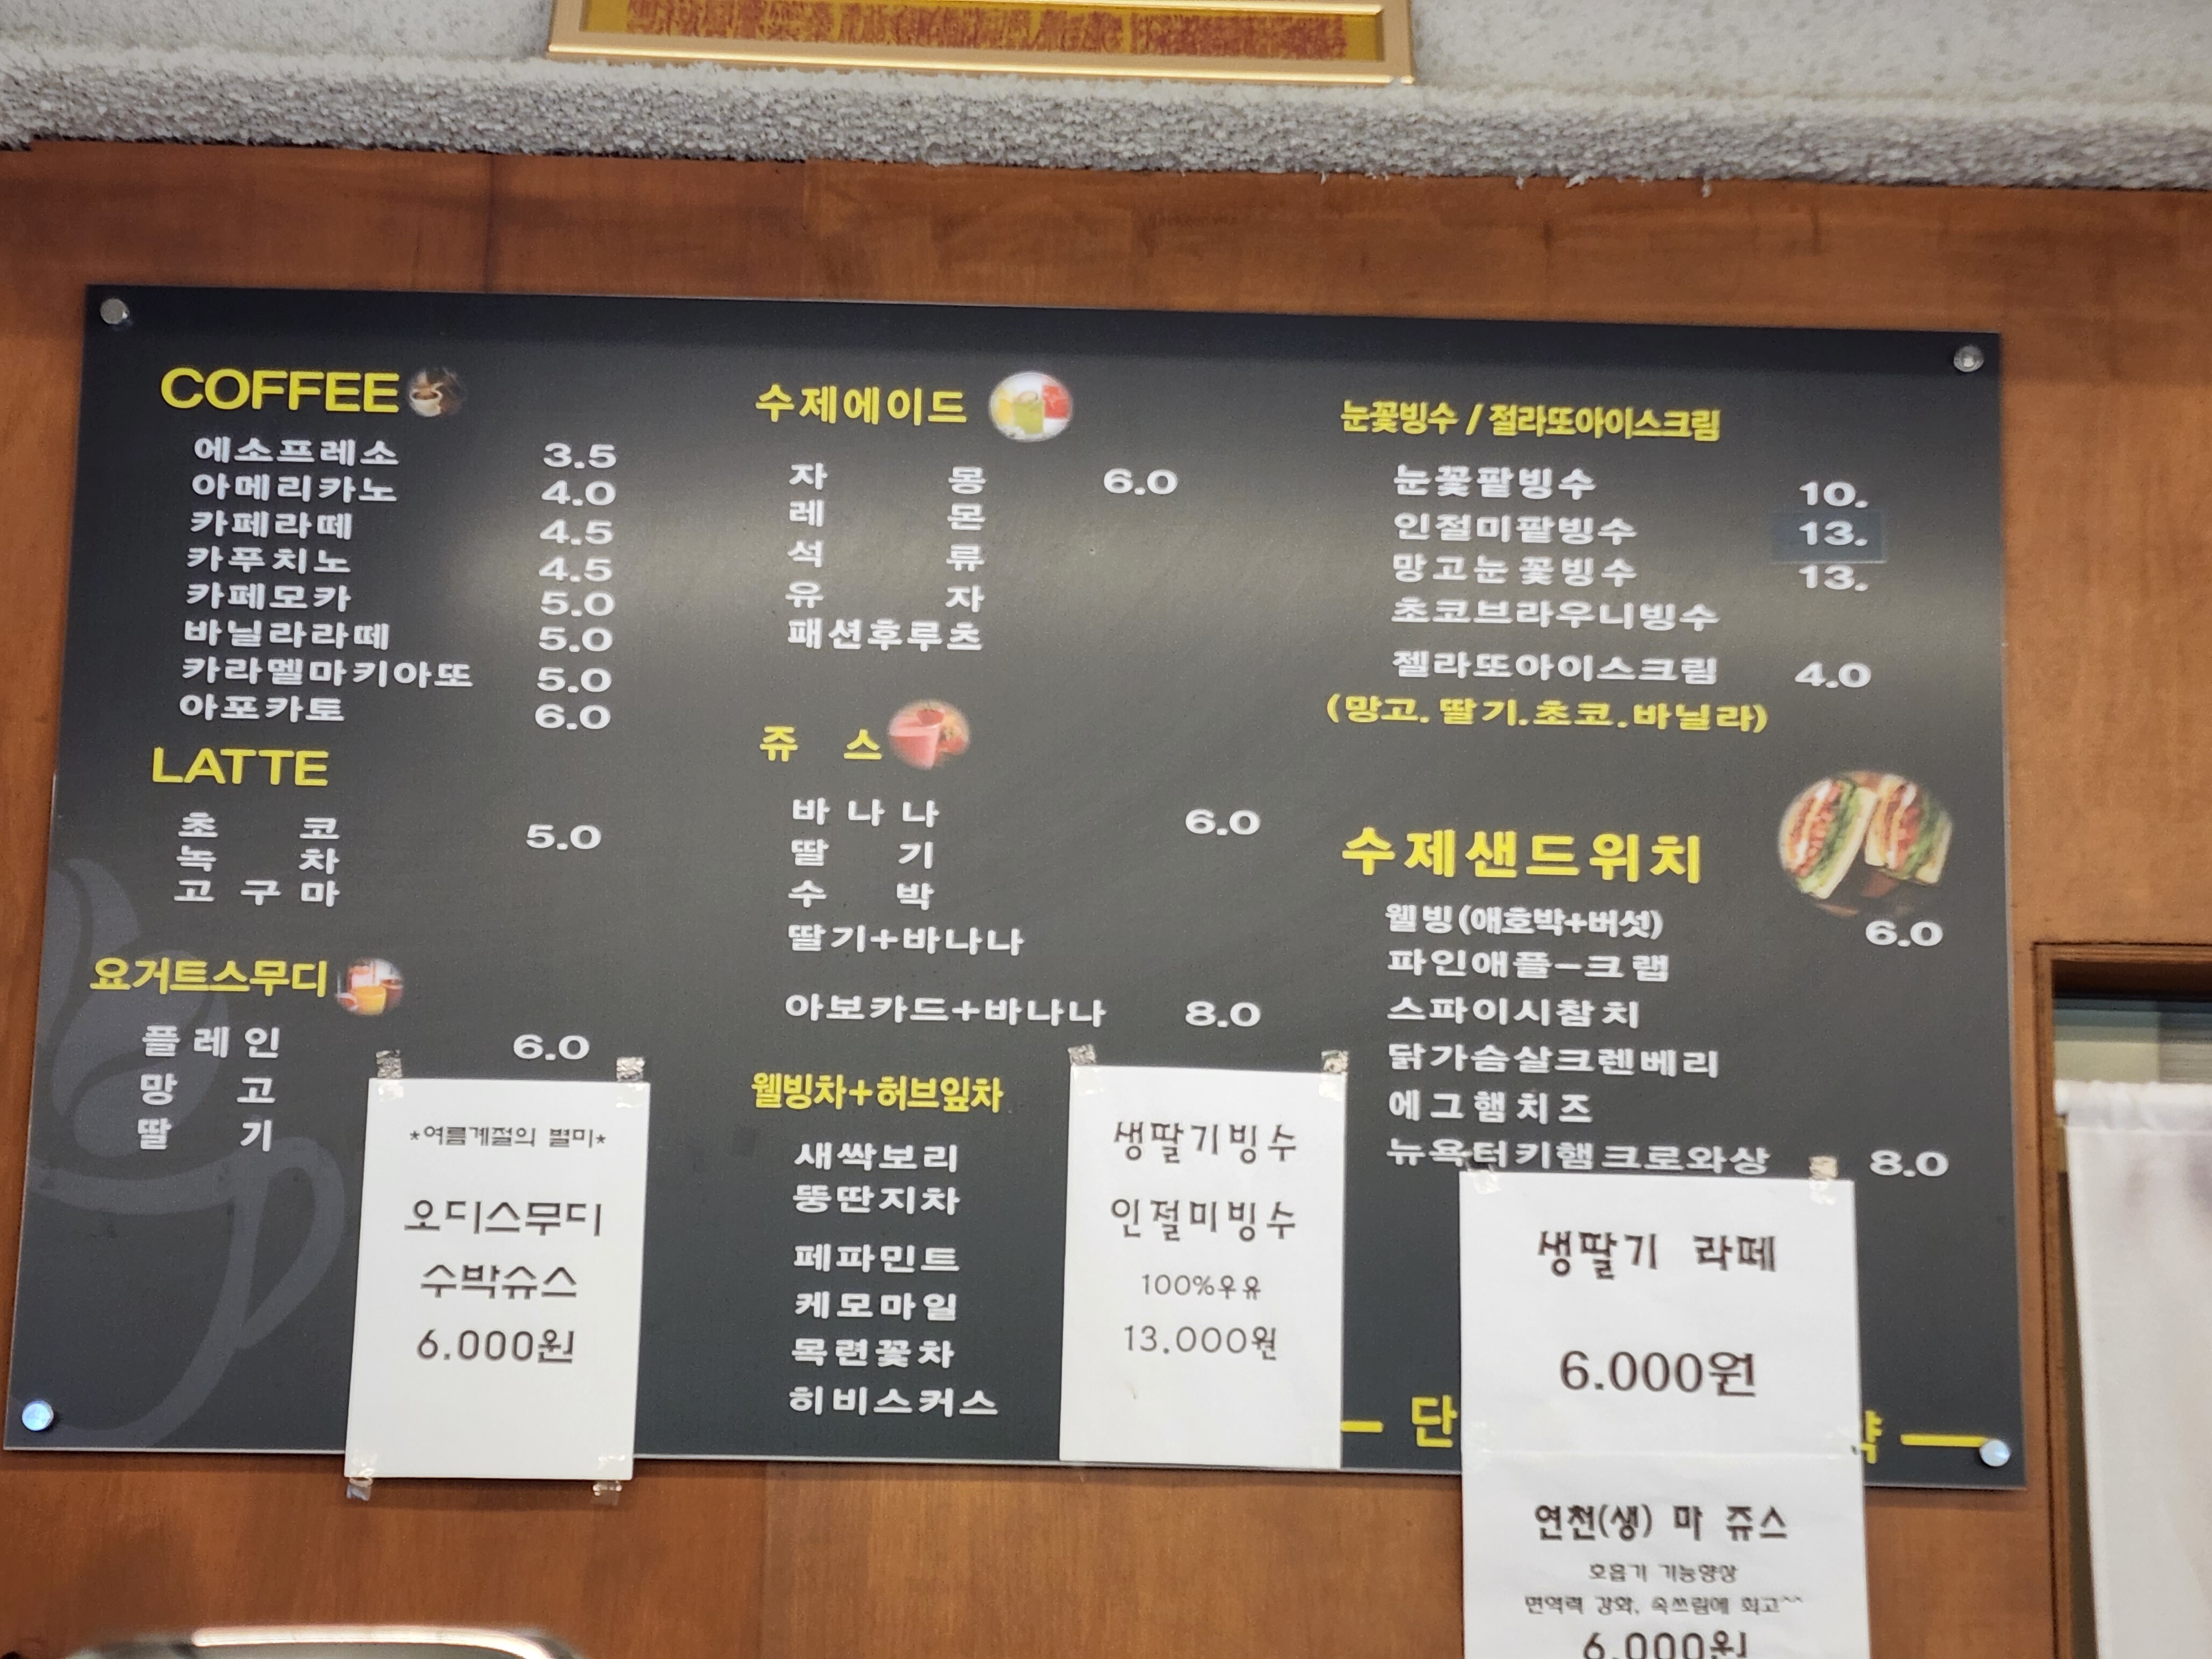 COFFEE
에소프레소 3.5
아메리카노 4.0
카페라떼 4.5
카푸치노 4.5
카페모카 5.0
바닐라라떼 5.0
카라멜마키아또 5.0
아포카토 6.0
LATTE
초 코 5.0
녹 차
고 구 마
요거트스무디
플 레 인 6.0
망 고
딸 기
*여름계절의 별미*
오디스무디
수박쥬스
6.000원
수제에이드
자 몽 6.0
레 몬
석 류
유 자
패션후루츠
쥬 스
바 나 나 6.0
딸 기
수 박
딸기+바나나
아보카드+바나나 8.0
웰빙차+허브잎차
새싹보리
뚱딴지차
페파민트
케모마일
목련꽃차
히비스커스
생딸기빙수
인절미빙수
100%우유
13.000원
눈꽃빙수 / 절라또아이스크림
눈꽃팥빙수 10.
인절미팥빙수 13.
망고눈꽃빙수 13.
초코브라우니빙수
젤라또아이스크림 4.0
(망고.딸기.초코.바닐라)
수제샌드위치
웰빙(애호박+버섯) 6.0
파인애플-크랩
스파이시참치
닭가슴살크렌베리
에그햄치즈
뉴욕터키햄크로와상 8.0
생딸기 라떼
6.000원
단
연천(생) 마 쥬스
호흡기 기능향상
면역력 강화, 속쓰림에 최고^^
6.000원